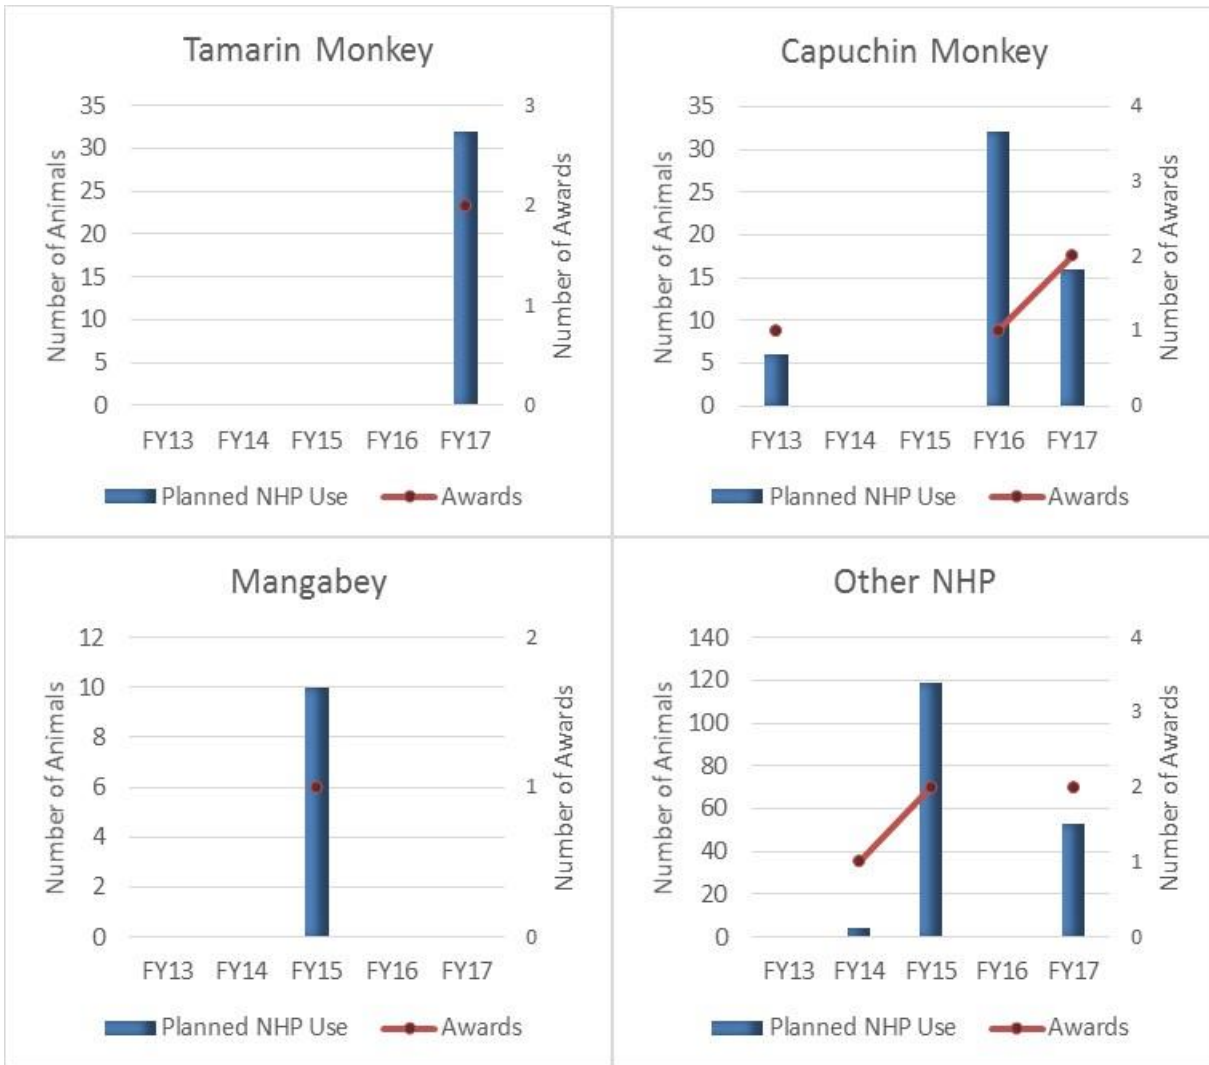 Tamarin Monkey
Number of Animals
35
30
25
20
15
10
5
0
3
2
1
0
Number of Awards
FY13 FY14 FY15 FY16 FY17
Planned NHP Use Awards
Capuchin Monkey
Number of Animals
35
30
25
20
15
10
5
0
4
3
2
1
0
Number of Awards
FY13 FY14 FY15 FY16 FY17
Planned NHP Use Awards
Mangabey
Number of Animals
12
10
8
6
4
2
0
2
1
0
Number of Awards
FY13 FY14 FY15 FY16 FY17
Planned NHP Use Awards
Other NHP
Number of Animals
140
120
100
80
60
40
20
0
4
3
2
1
0
Number of Awards
FY13 FY14 FY15 FY16 FY17
Planned NHP Use Awards